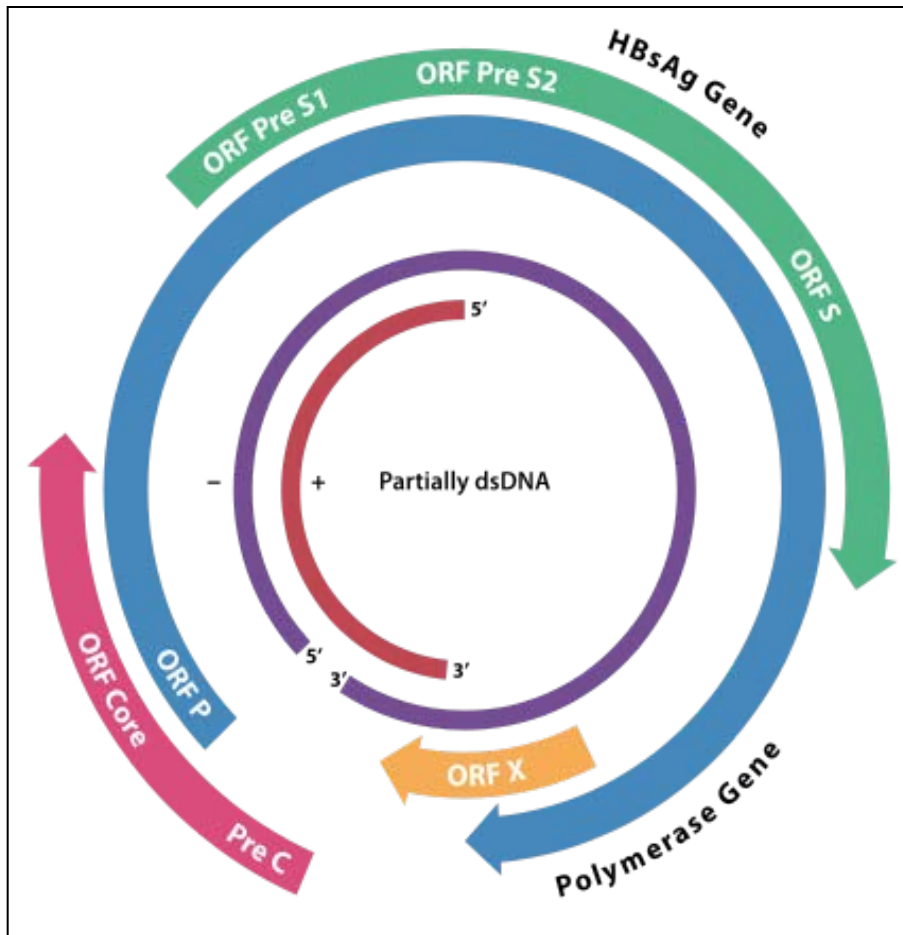 HBsAg Gene
ORF Pre S1
ORF Pre S2
ORF S
5’
–
+
Partially dsDNA
5’
3’
3’
ORF P
ORF Core
Pre C
ORF X
Polymerase Gene